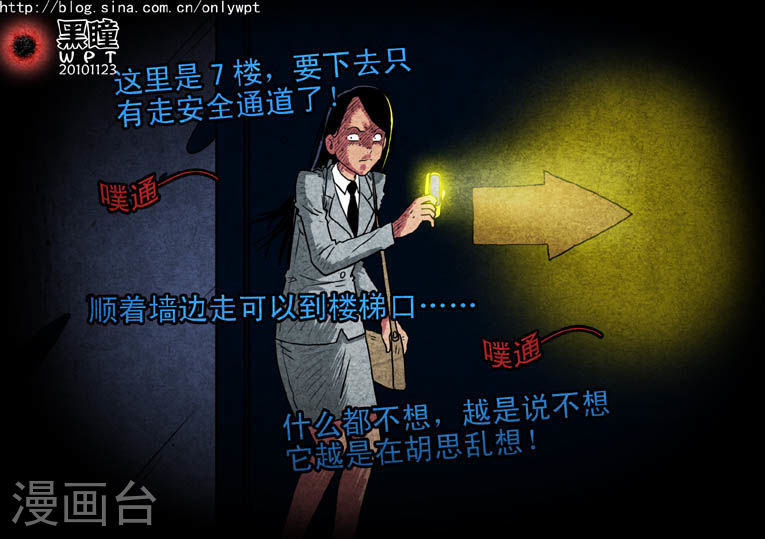 http://blog.sina.com.cn/onlywpt
黑瞳
WPT
20101123
这里是7楼，要下去只
有走安全通道了！
噗通
顺着墙边走可以到楼梯口……
噗通
什么都不想，越是说不想
它越是在胡思乱想！
漫画台